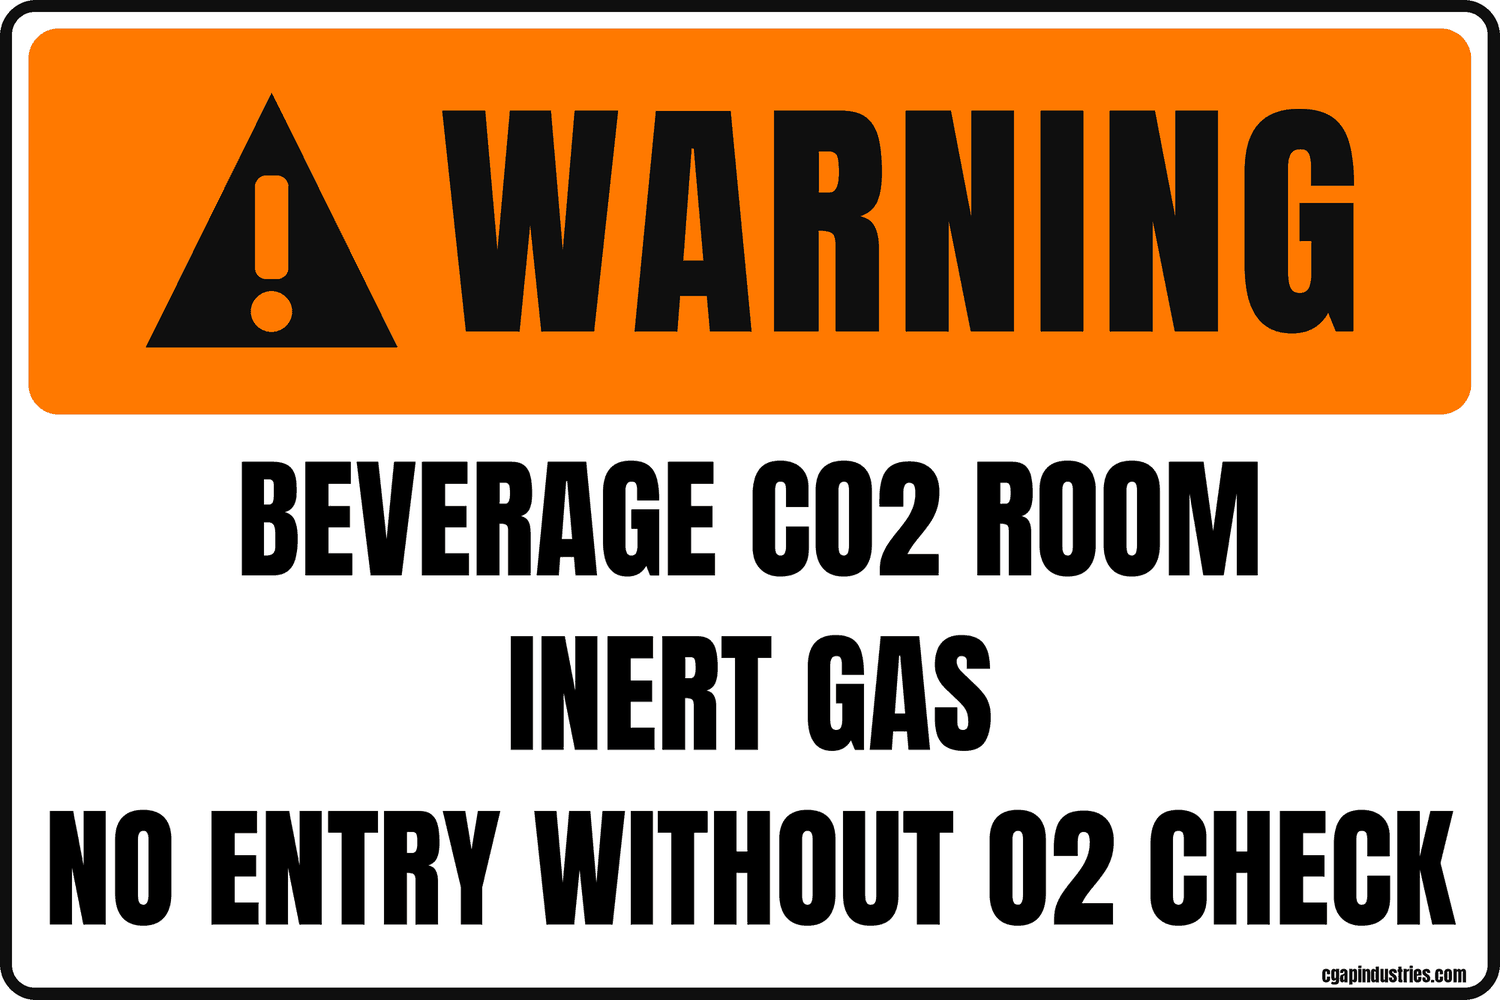 WARNING
BEVERAGE CO2 ROOM
INERT GAS
NO ENTRY WITHOUT O2 CHECK
cgapindustries.com